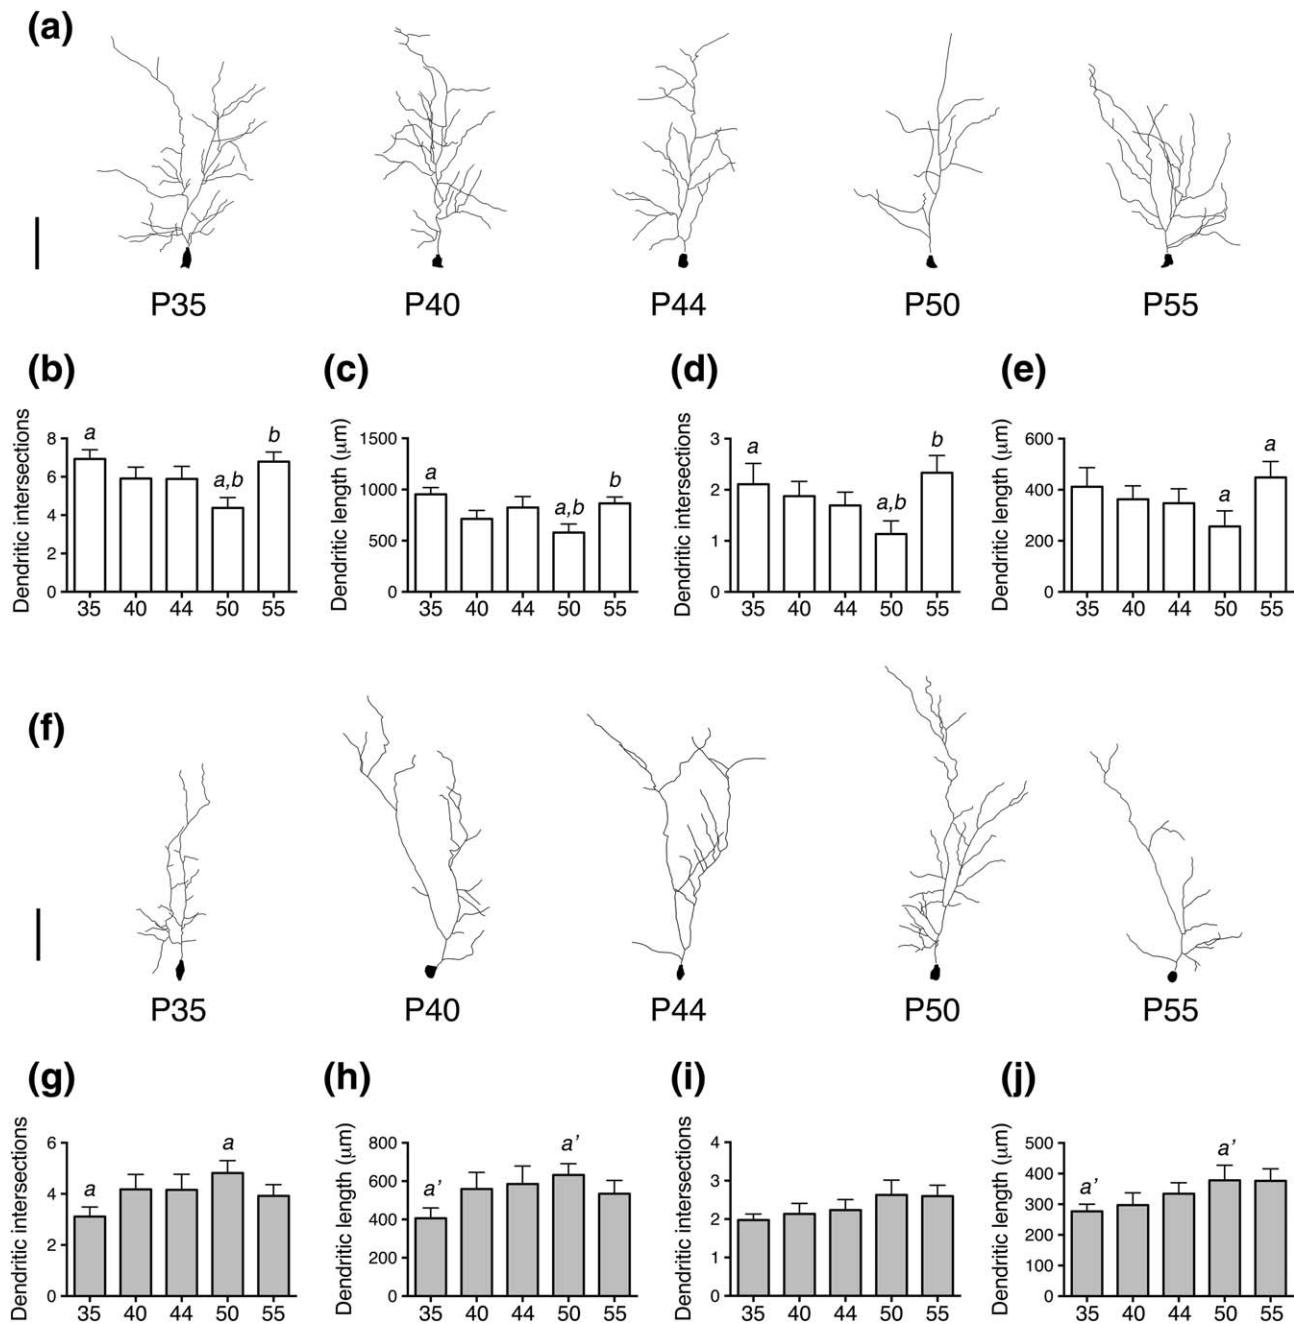 (a)
P35 P40 P44 P50 P55
(b) (c) (d) (e)
Dendritic intersections
8
6
4
2
0
a
a,b
b
35 40 44 50 55
Dendritic length (μm)
1500
1000
500
0
a
a,b
b
35 40 44 50 55
Dendritic intersections
3
2
1
0
a
a,b
b
35 40 44 50 55
Dendritic length (μm)
600
400
200
0
a
a
35 40 44 50 55
(f)
P35 P40 P44 P50 P55
(g) (h) (i) (j)
Dendritic intersections
6
4
2
0
a
a
35 40 44 50 55
Dendritic length (μm)
800
600
400
200
0
a’
a’
35 40 44 50 55
Dendritic intersections
4
3
2
1
0
35 40 44 50 55
Dendritic length (μm)
500
400
300
200
100
0
a’
a’
35 40 44 50 55